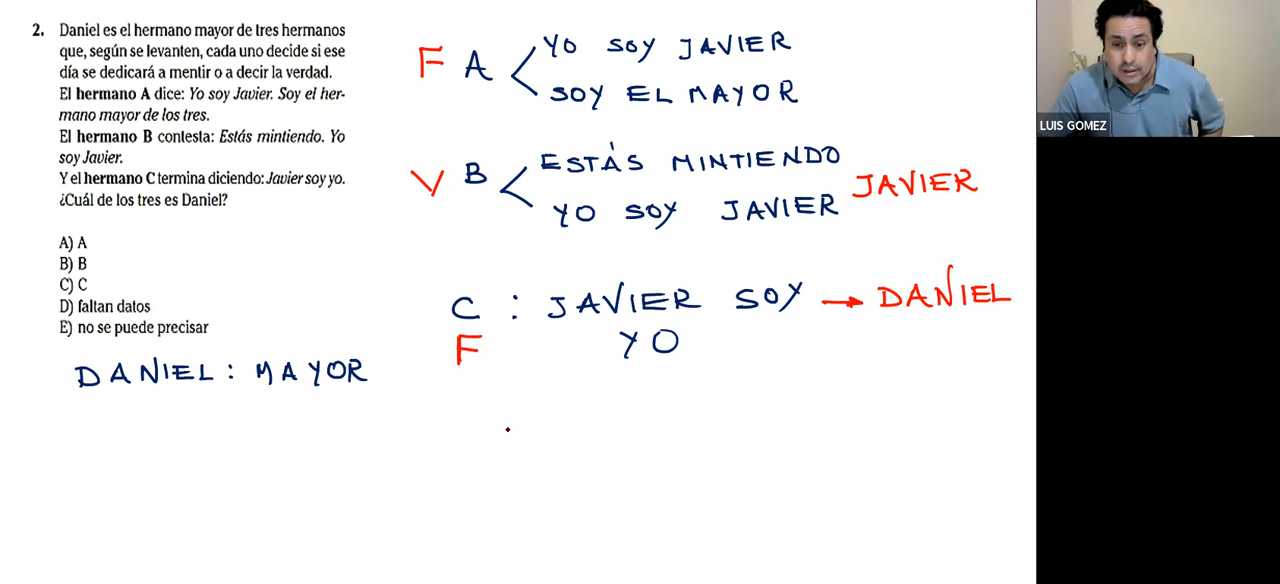 2. Daniel es el hermano mayor de tres hermanos
que, según se levanten, cada uno decide si ese
día se dedicará a mentir o a decir la verdad.
El hermano A dice: Yo soy Javier. Soy el her-
mano mayor de los tres.
El hermano B contesta: Estás mintiendo. Yo
soy Javier.
Y el hermano C termina diciendo: Javier soy yo.
¿Cuál de los tres es Daniel?
A) A
B) B
C) C
D) faltan datos
E) no se puede precisar
DANIEL: MAYOR
F A < YO SOY JAVIER
SOY EL MAYOR
V B < ESTÁS MINTIENDO
YO SOY JAVIER JAVIER
C : JAVIER SOY → DANIEL
F YO
LUIS GOMEZ